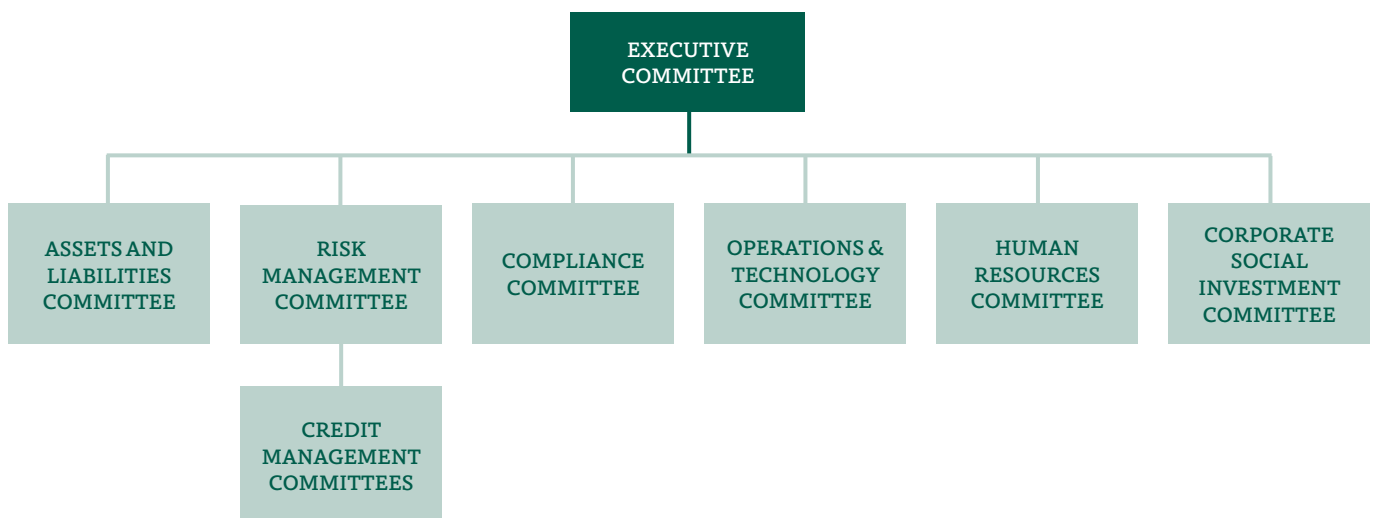 EXECUTIVE
COMMITTEE
ASSETS AND
LIABILITIES
COMMITTEE
RISK
MANAGEMENT
COMMITTEE
COMPLIANCE
COMMITTEE
OPERATIONS &
TECHNOLOGY
COMMITTEE
HUMAN
RESOURCES
COMMITTEE
CORPORATE
SOCIAL
INVESTMENT
COMMITTEE
CREDIT
MANAGEMENT
COMMITTEES